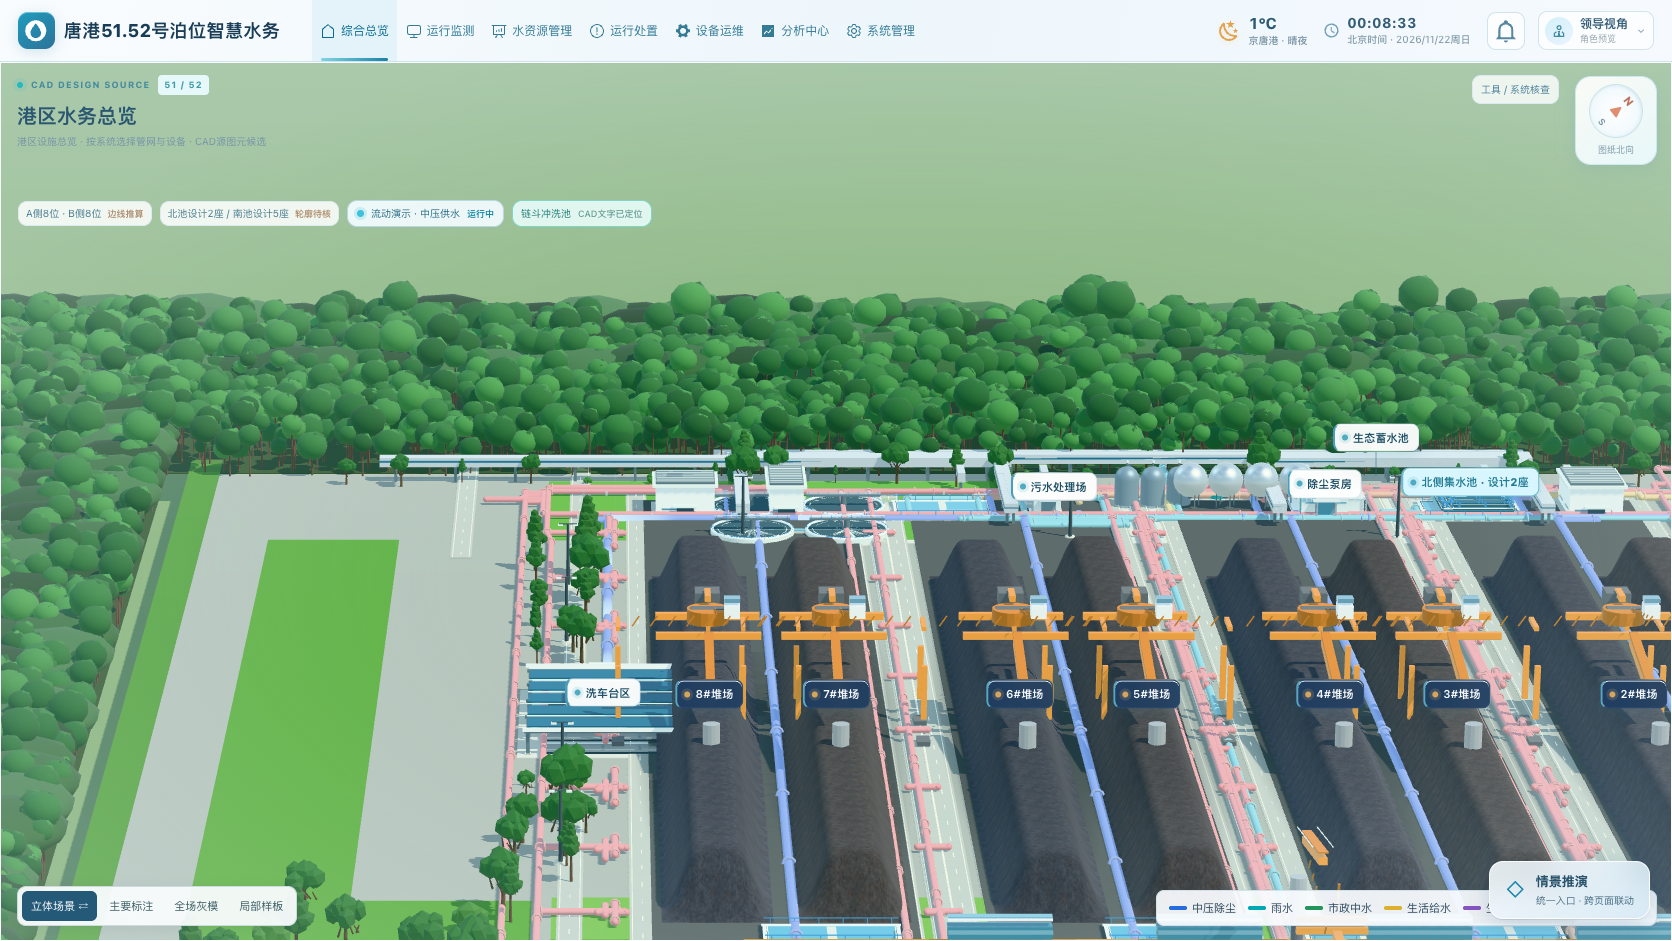 唐港51.52号泊位智慧水务
综合总览
运行监测
水资源管理
运行处置
设备运维
分析中心
系统管理
1°C
京唐港 · 晴夜
00:08:33
北京时间 · 2026/11/22周日
领导视角
角色预览
CAD DESIGN SOURCE 51 / 52
港区水务总览
港区设施总览 · 按系统选择管网与设备 · CAD源图元候选
工具 / 系统核查
N
S
图纸北向
A侧8位 · B侧8位 边线推算
北池设计2座 / 南池设计5座 轮廓待核
流动演示 · 中压供水 运行中
链斗冲洗池 CAD文字已定位
生态蓄水池
污水处理场
除尘泵房
北侧集水池 · 设计2座
洗车台区
8#堆场
7#堆场
6#堆场
5#堆场
4#堆场
3#堆场
2#堆场
立体场景
主要标注
全场灰模
局部样板
中压除尘
雨水
市政中水
生活给水
情景推演
统一入口 · 跨页面联动